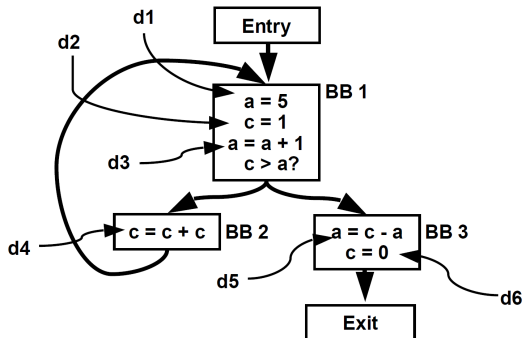 d1
Entry
d2
BB 1
a = 5
c = 1
a = a + 1
d3
c > a?
c = c + c
BB 2
a = c - a
BB 3
d4
c = 0
d5
d6
Exit